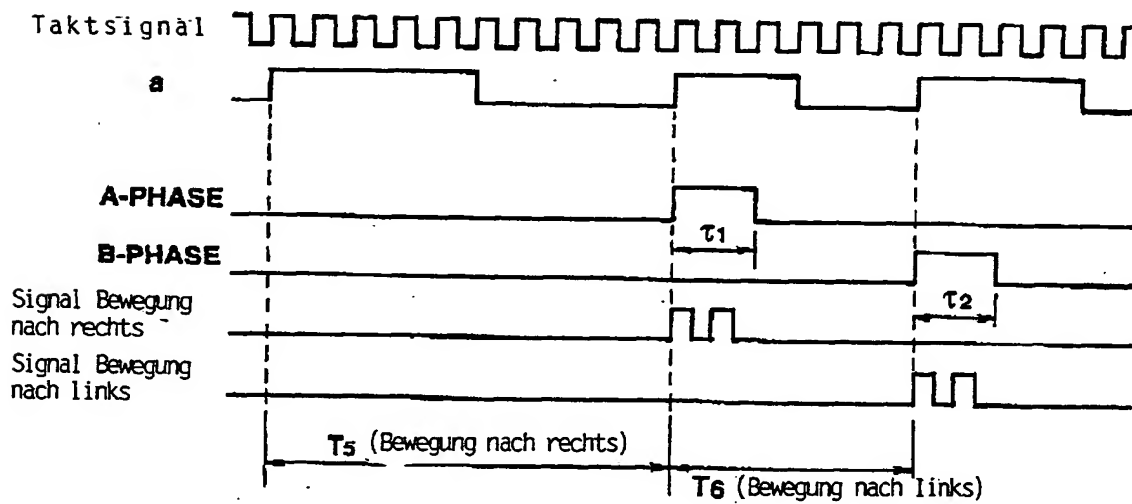 Taktsignal
a
A-PHASE
τ1
B-PHASE
τ2
Signal Bewegung
nach rechts
Signal Bewegung
nach links
T5 (Bewegung nach rechts)
T6 (Bewegung nach links)